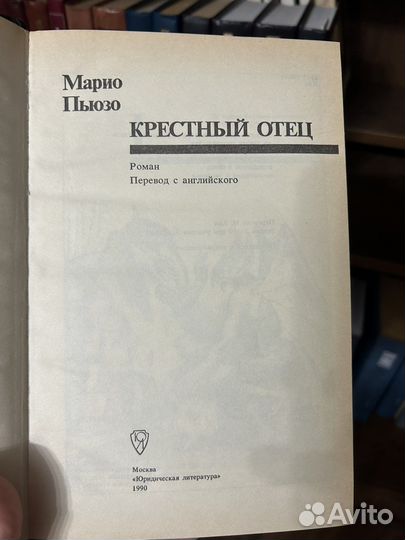 Марио
Пьюзо
КРЕСТНЫЙ ОТЕЦ
Роман
Перевод с английского
Москва
«Юридическая литература»
1990
Avito